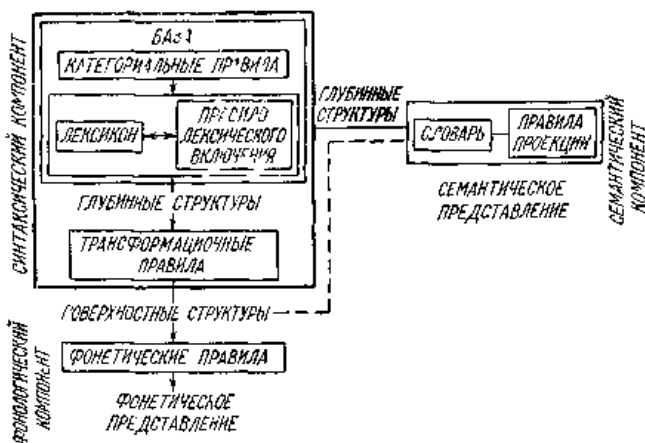 БАЗА
КАТЕГОРИАЛЬНЫЕ ПРАВИЛА
ЛЕКСИКОН
ПРАВИЛО
ЛЕКСИЧЕСКОГО
ВКЛЮЧЕНИЯ
ГЛУБИННЫЕ СТРУКТУРЫ
ТРАНСФОРМАЦИОННЫЕ
ПРАВИЛА
СИНТАКСИЧЕСКИЙ КОМПОНЕНТ
ГЛУБИННЫЕ
СТРУКТУРЫ
СЛОВАРЬ
ПРАВИЛА
ПРОЕКЦИИ
СЕМАНТИЧЕСКОЕ
ПРЕДСТАВЛЕНИЕ
СЕМАНТИЧЕСКИЙ
КОМПОНЕНТ
ПОВЕРХНОСТНЫЕ СТРУКТУРЫ
ФОНЕТИЧЕСКИЕ ПРАВИЛА
ФОНЕТИЧЕСКОЕ
ПРЕДСТАВЛЕНИЕ
ФОНОЛОГИЧЕСКИЙ
КОМПОНЕНТ